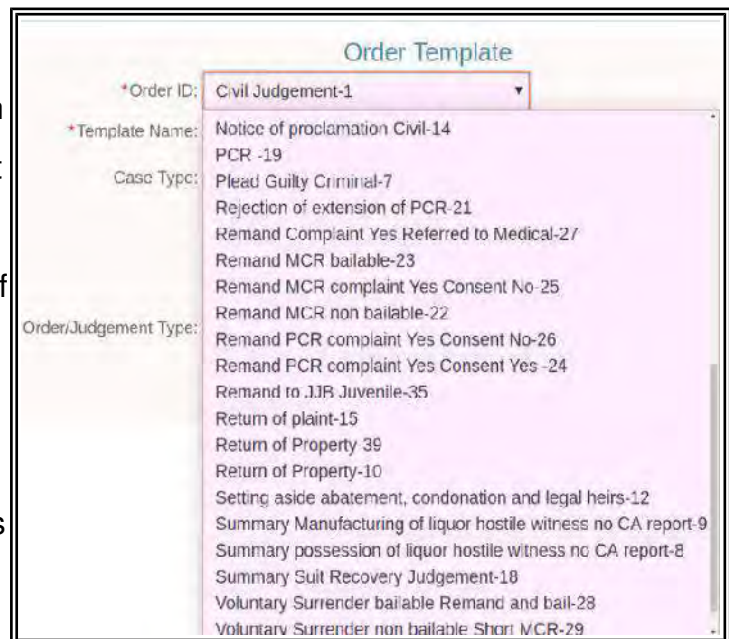 Order Template
*Order ID: Civil Judgement-1
*Template Name:
Case Type:
Order/Judgement Type:
Notice of proclamation Civil-14
PCR -19
Plead Guilty Criminal-7
Rejection of extension of PCR-21
Remand Complaint Yes Referred to Medical-27
Remand MCR bailable-23
Remand MCR complaint Yes Consent No-25
Remand MCR non bailable-22
Remand PCR complaint Yes Consent No-26
Remand PCR complaint Yes Consent Yes -24
Remand to JJB Juvenile-35
Return of plaint-15
Return of Property-39
Return of Property-10
Setting aside abatement, condonation and legal heirs-12
Summary Manufacturing of liquor hostile witness no CA report-9
Summary possession of liquor hostile witness no CA report-8
Summary Suit Recovery Judgement-18
Voluntary Surrender bailable Remand and bail-28
Voluntary Surrender non bailable Short MCR-29